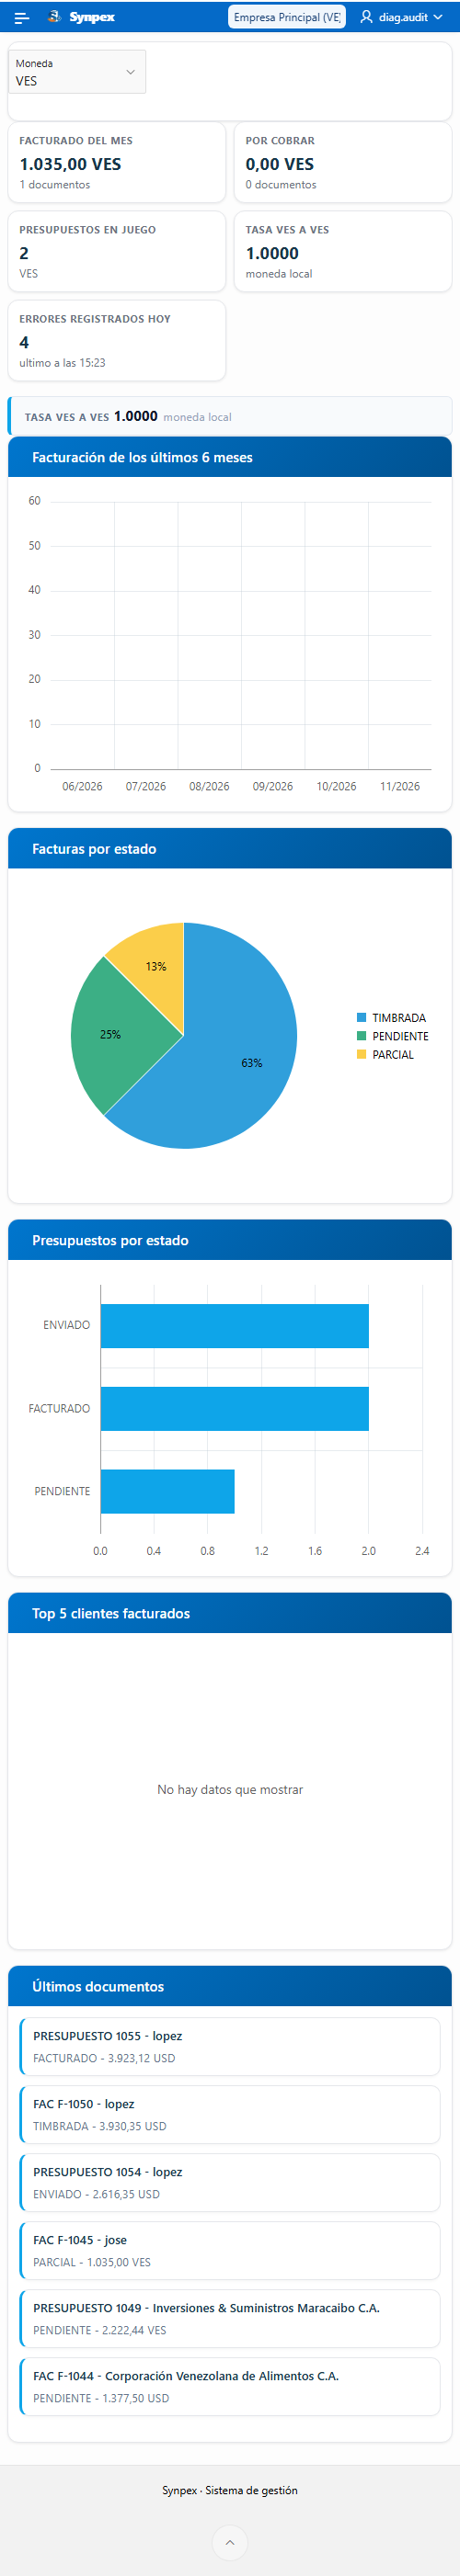 Synpex
Empresa Principal (VE)
diag.audit
Moneda
VES
FACTURADO DEL MES
1.035,00 VES
1 documentos
POR COBRAR
0,00 VES
0 documentos
PRESUPUESTOS EN JUEGO
2
VES
TASA VES A VES
1.0000
moneda local
ERRORES REGISTRADOS HOY
4
ultimo a las 15:23
TASA VES A VES 1.0000 moneda local
Facturación de los últimos 6 meses
60
50
40
30
20
10
0
06/2026 07/2026 08/2026 09/2026 10/2026 11/2026
Facturas por estado
13%
25%
63%
TIMBRADA
PENDIENTE
PARCIAL
Presupuestos por estado
ENVIADO
FACTURADO
PENDIENTE
0.0 0.4 0.8 1.2 1.6 2.0 2.4
Top 5 clientes facturados
No hay datos que mostrar
Últimos documentos
PRESUPUESTO 1055 - lopez
FACTURADO - 3.923,12 USD
FAC F-1050 - lopez
TIMBRADA - 3.930,35 USD
PRESUPUESTO 1054 - lopez
ENVIADO - 2.616,35 USD
FAC F-1045 - jose
PARCIAL - 1.035,00 VES
PRESUPUESTO 1049 - Inversiones & Suministros Maracaibo C.A.
PENDIENTE - 2.222,44 VES
FAC F-1044 - Corporación Venezolana de Alimentos C.A.
PENDIENTE - 1.377,50 USD
Synpex · Sistema de gestión